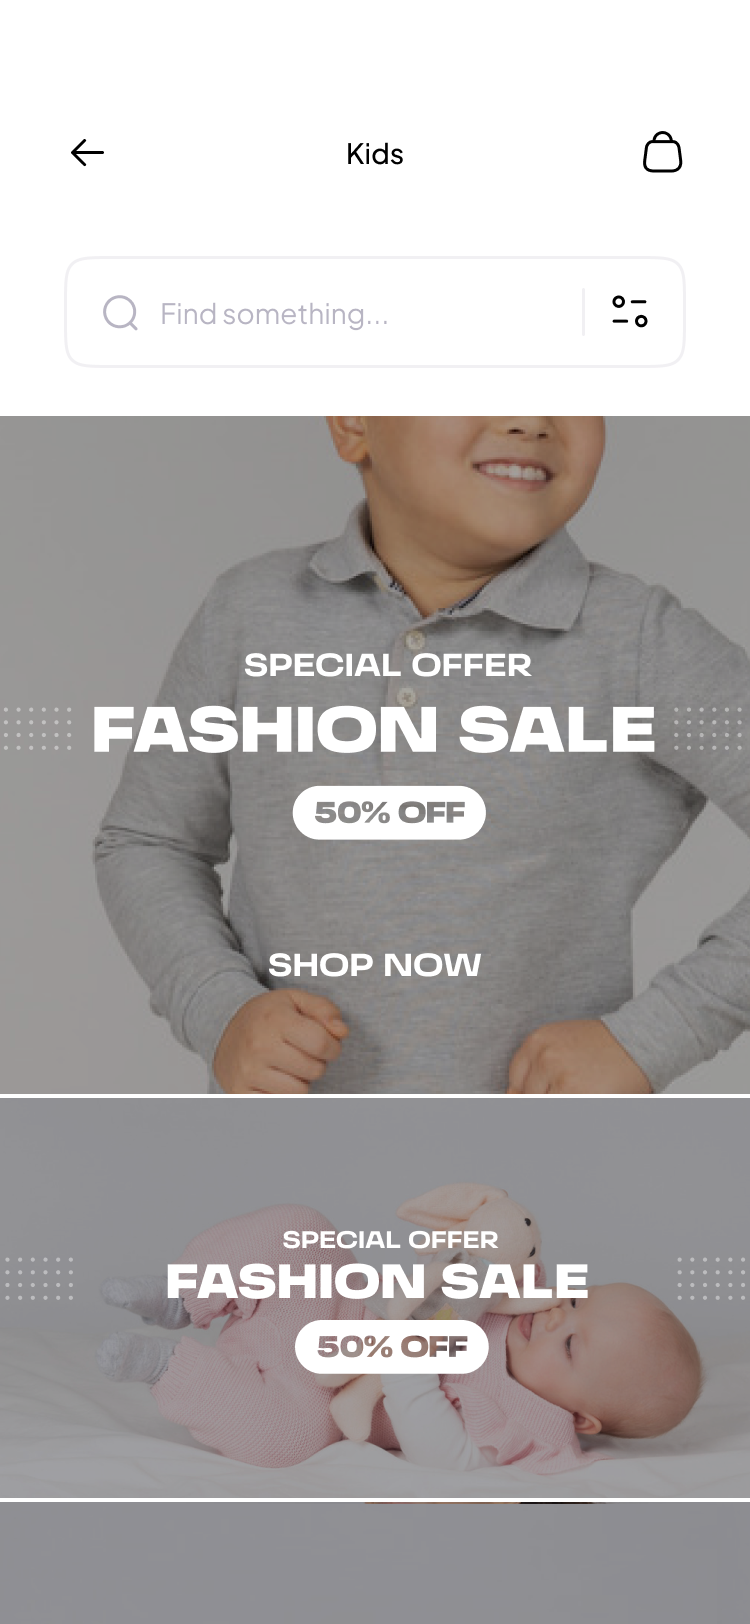 Kids
Find something...
SPECIAL OFFER
FASHION SALE
50% OFF
SHOP NOW
SPECIAL OFFER
FASHION SALE
50% OFF